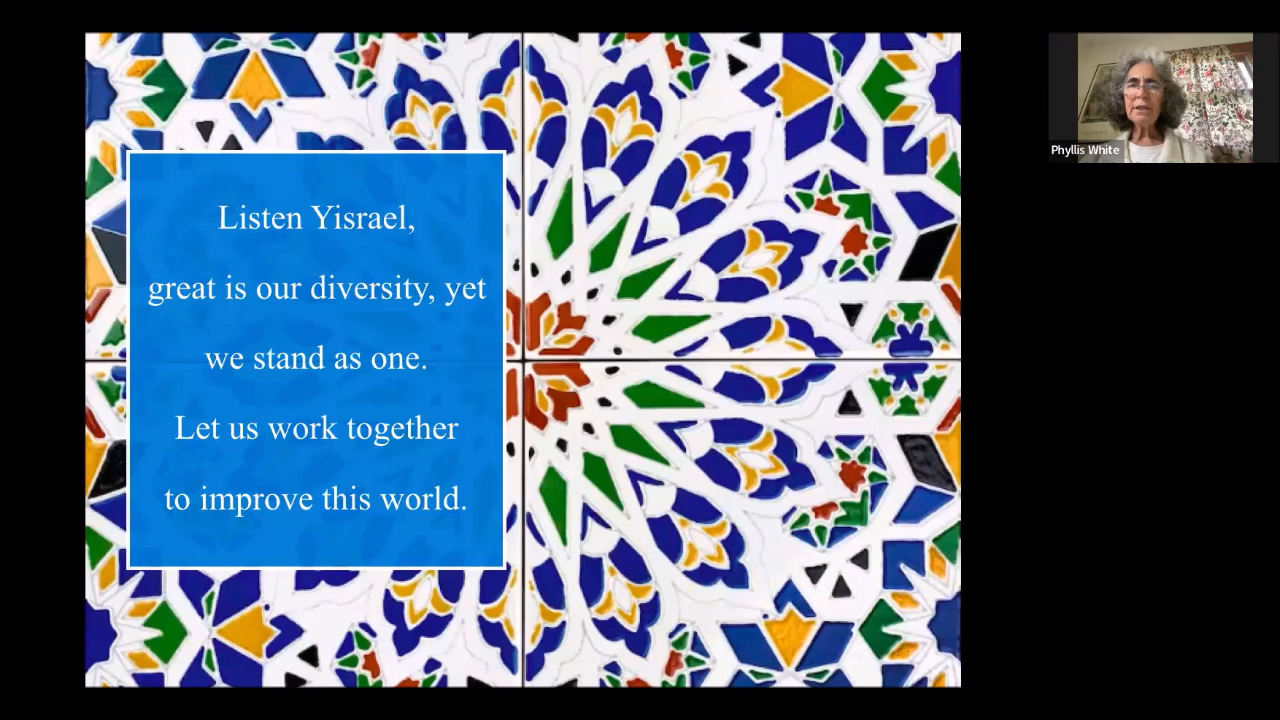 Listen Yisrael,
great is our diversity, yet
we stand as one.
Let us work together
to improve this world.
Phyllis White